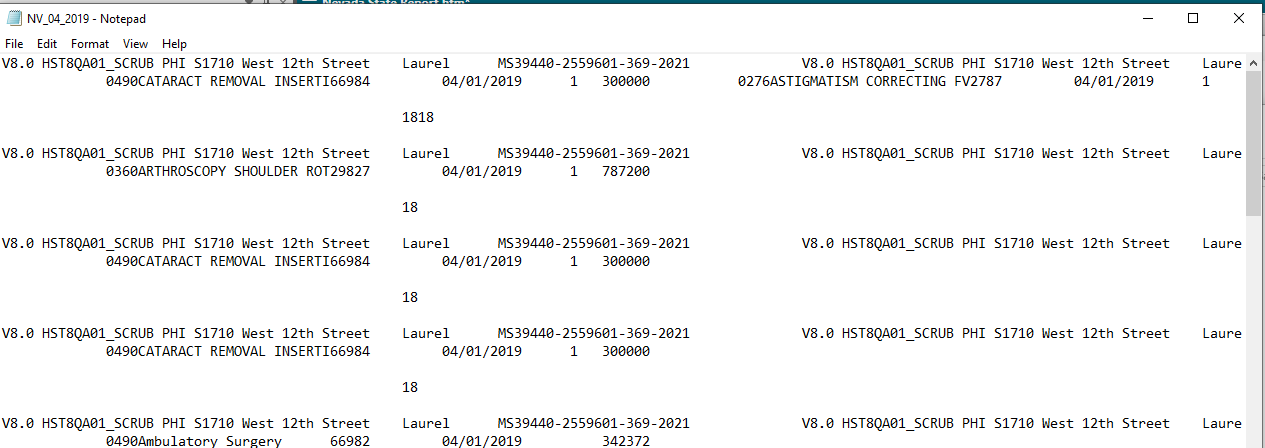 Nevada State Report.htm*
NV_04_2019 - Notepad
File Edit Format View Help
V8.0 HST8QA01_SCRUB PHI S1710 West 12th Street Laurel MS39440-2559601-369-2021 V8.0 HST8QA01_SCRUB PHI S1710 West 12th Street Laure
0490CATARACT REMOVAL INSERTI66984 04/01/2019 1 300000 0276ASTIGMATISM CORRECTING FV2787 04/01/2019 1
1818
V8.0 HST8QA01_SCRUB PHI S1710 West 12th Street Laurel MS39440-2559601-369-2021 V8.0 HST8QA01_SCRUB PHI S1710 West 12th Street Laure
0360ARTHROSCOPY SHOULDER ROT29827 04/01/2019 1 787200
18
V8.0 HST8QA01_SCRUB PHI S1710 West 12th Street Laurel MS39440-2559601-369-2021 V8.0 HST8QA01_SCRUB PHI S1710 West 12th Street Laure
0490CATARACT REMOVAL INSERTI66984 04/01/2019 1 300000
18
V8.0 HST8QA01_SCRUB PHI S1710 West 12th Street Laurel MS39440-2559601-369-2021 V8.0 HST8QA01_SCRUB PHI S1710 West 12th Street Laure
0490CATARACT REMOVAL INSERTI66984 04/01/2019 1 300000
18
V8.0 HST8QA01_SCRUB PHI S1710 West 12th Street Laurel MS39440-2559601-369-2021 V8.0 HST8QA01_SCRUB PHI S1710 West 12th Street Laure
0490Ambulatory Surgery 66982 04/01/2019 342372